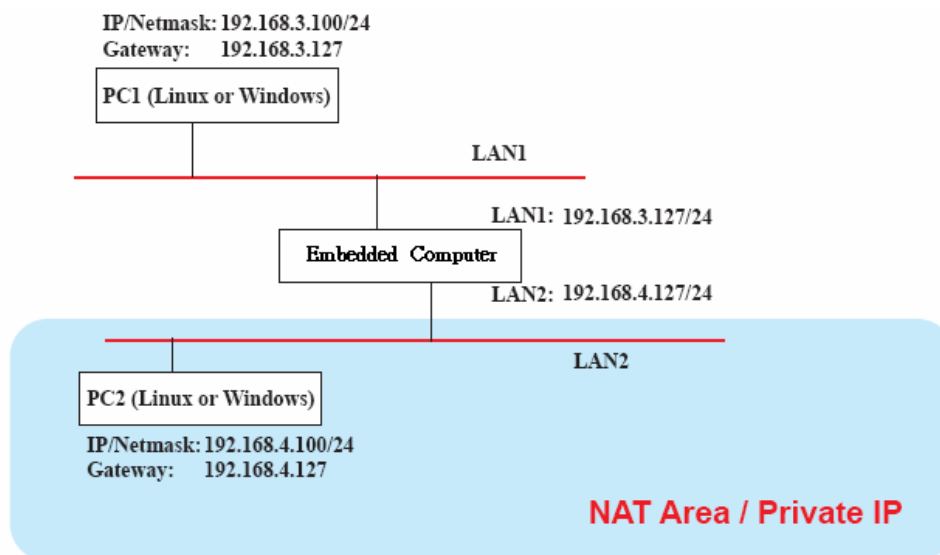 IP/Netmask: 192.168.3.100/24
Gateway: 192.168.3.127
PC1 (Linux or Windows)
LAN1
LAN1: 192.168.3.127/24
Embedded Computer
LAN2: 192.168.4.127/24
LAN2
PC2 (Linux or Windows)
IP/Netmask: 192.168.4.100/24
Gateway: 192.168.4.127
NAT Area / Private IP